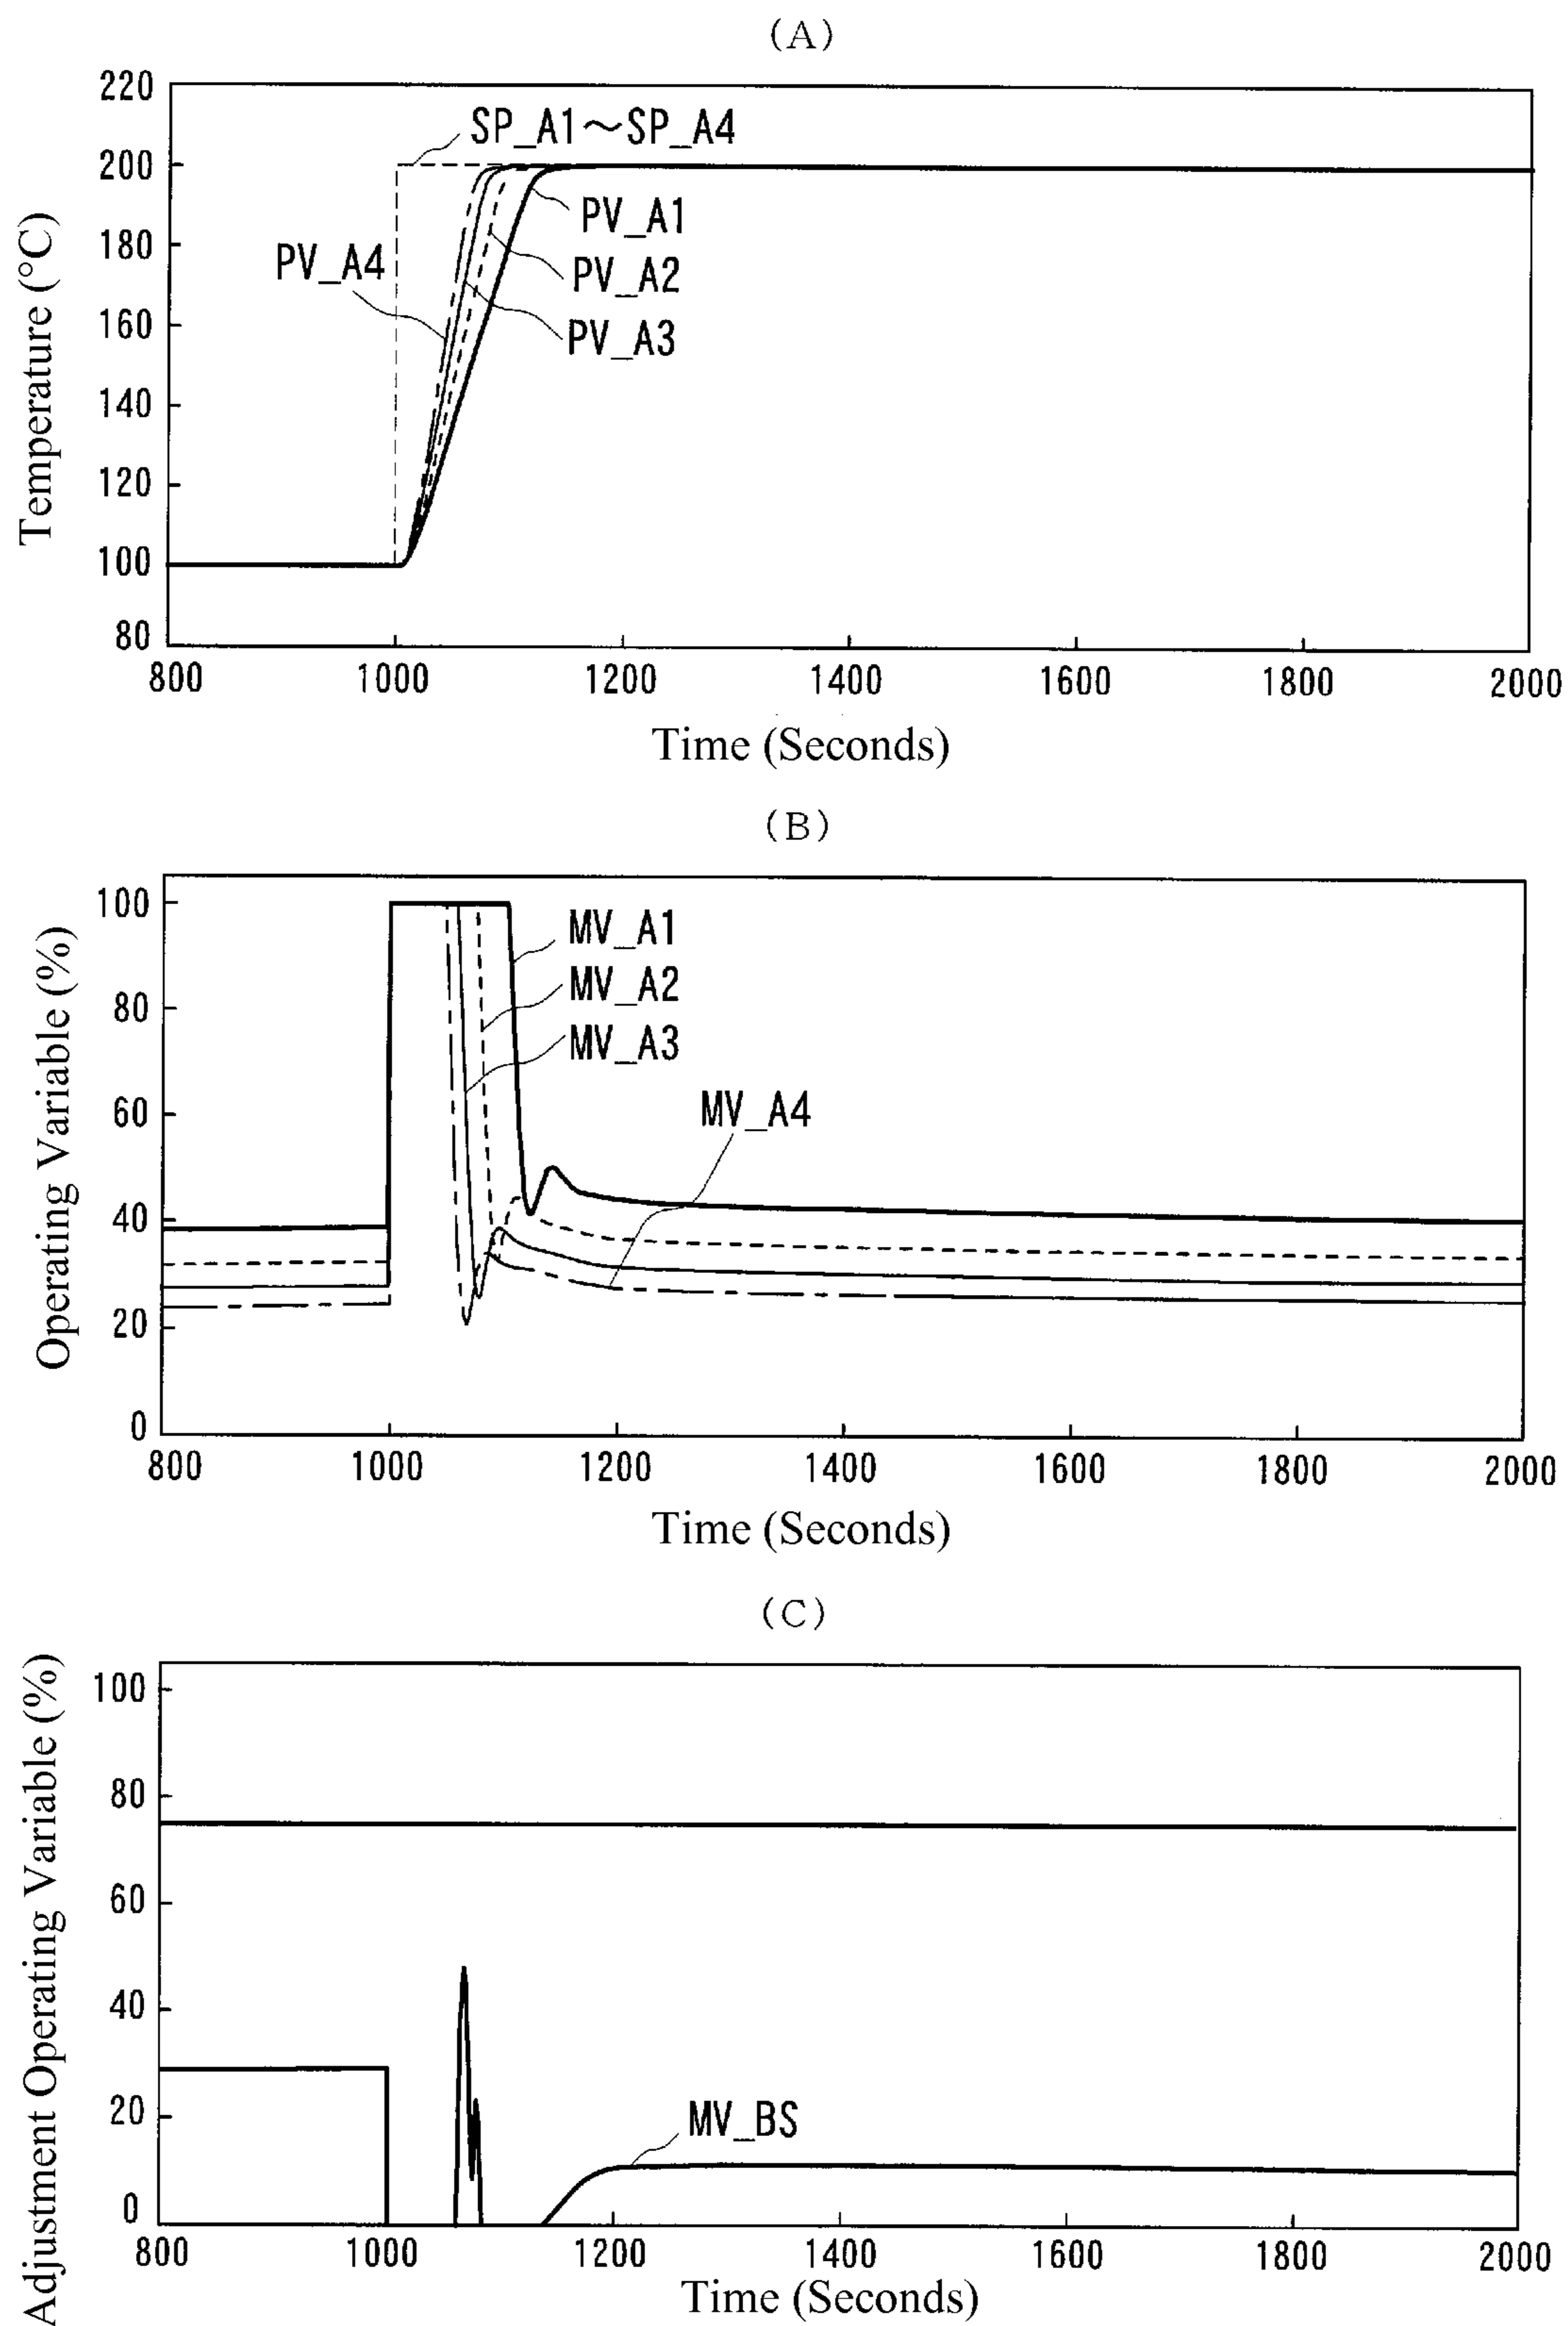 (A)
220
200
180
160
140
120
100
80
SP_A1～SP_A4
PV_A1
PV_A4
PV_A2
PV_A3
Temperature (°C)
800 1000 1200 1400 1600 1800 2000
Time (Seconds)
(B)
100
80
60
40
20
0
MV_A1
MV_A2
MV_A3
MV_A4
Operating Variable (%)
800 1000 1200 1400 1600 1800 2000
Time (Seconds)
(C)
100
80
60
40
20
0
MV_BS
Adjustment Operating Variable (%)
800 1000 1200 1400 1600 1800 2000
Time (Seconds)